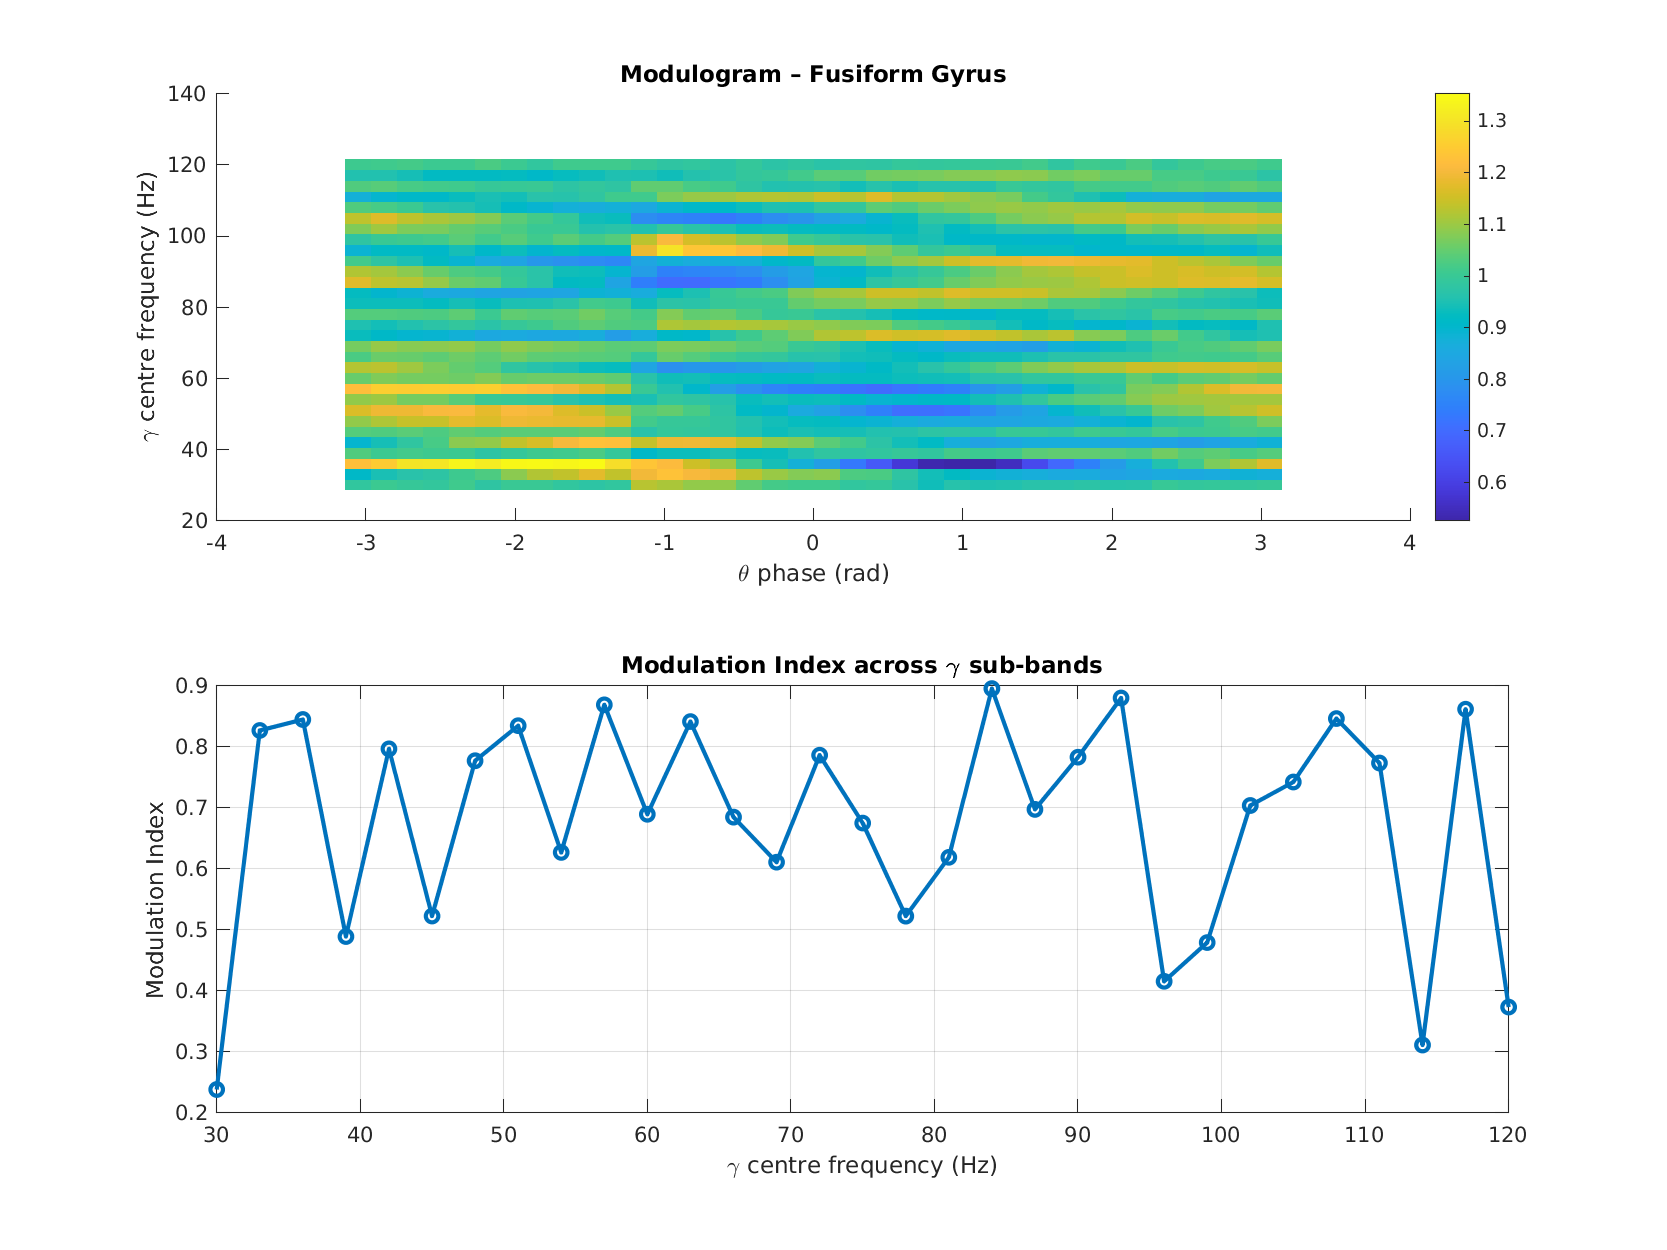 Modulogram – Fusiform Gyrus
140
120
100
80
60
40
20
γ centre frequency (Hz)
-4 -3 -2 -1 0 1 2 3 4
θ phase (rad)
1.3
1.2
1.1
1
0.9
0.8
0.7
0.6
Modulation Index across γ sub-bands
0.9
0.8
0.7
0.6
0.5
0.4
0.3
0.2
Modulation Index
30 40 50 60 70 80 90 100 110 120
γ centre frequency (Hz)